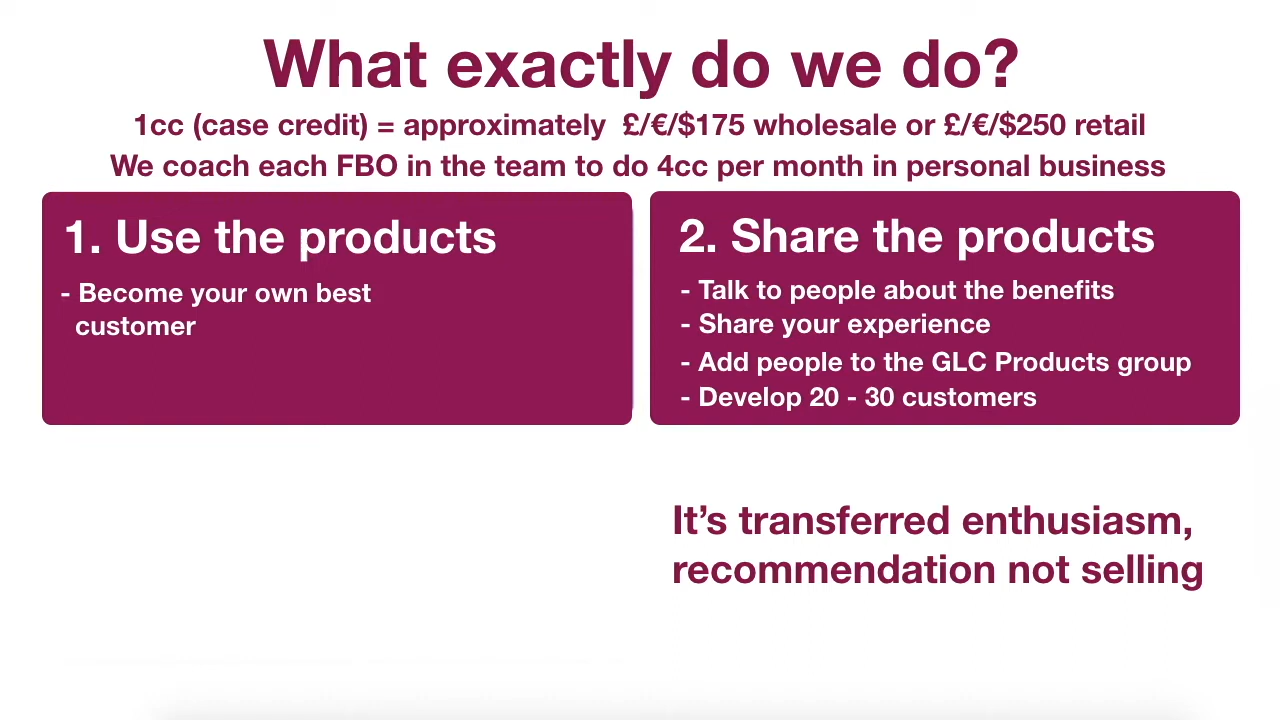 What exactly do we do?
1cc (case credit) = approximately £/€/$175 wholesale or £/€/$250 retail
We coach each FBO in the team to do 4cc per month in personal business
1. Use the products
- Become your own best
customer
2. Share the products
- Talk to people about the benefits
- Share your experience
- Add people to the GLC Products group
- Develop 20 - 30 customers
It’s transferred enthusiasm,
recommendation not selling